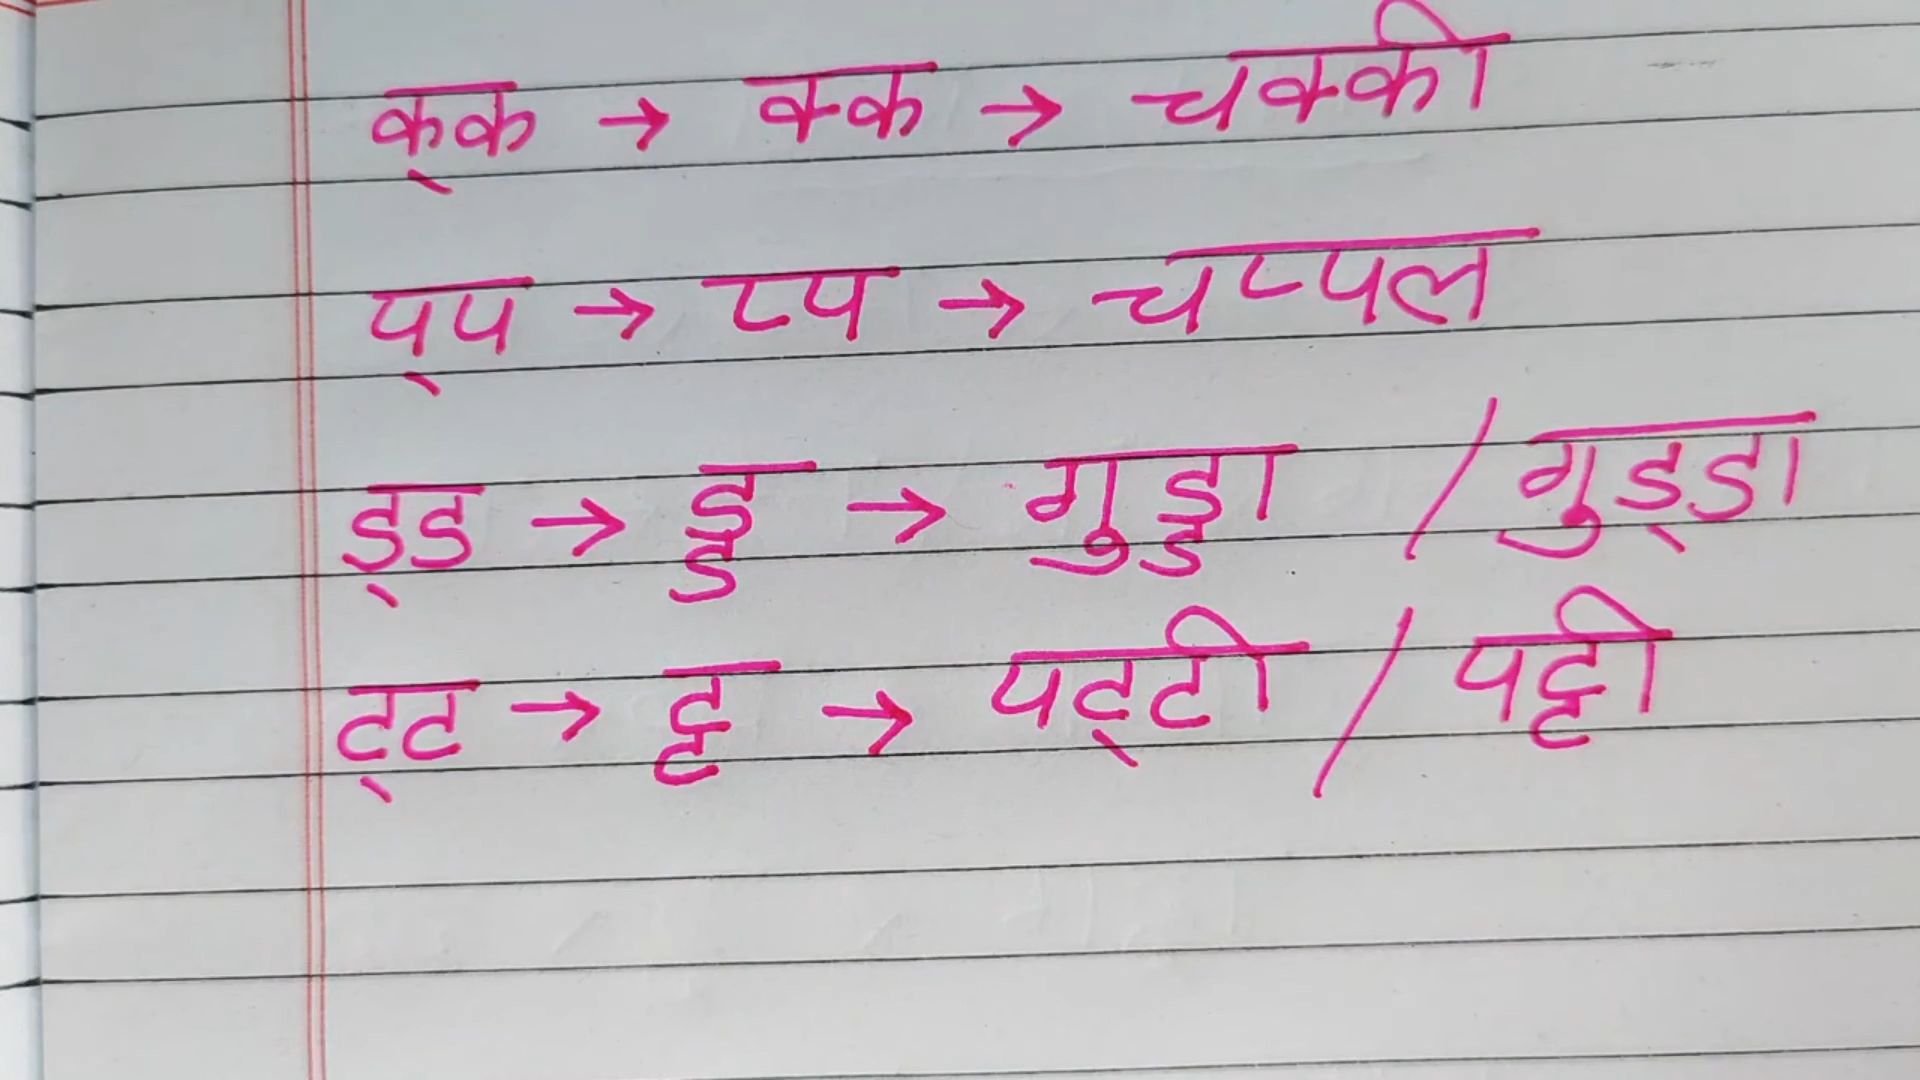 क्‌क → क्क → चक्की
प्‌प → प्प → चप्पल
ड्‌ड → ड्ड → गुड्डा / गुड्‌डा
ट्‌ट → ट्ट → पट्‌टी / पट्टी